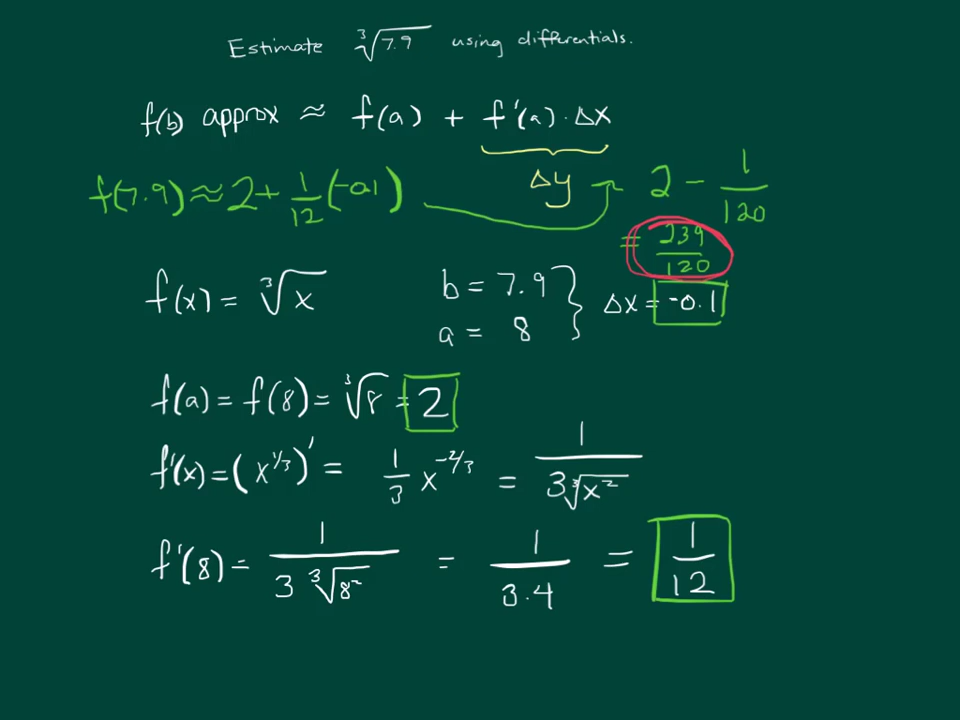 Estimate ∛7.9 using differentials.
f(b) approx ≈ f(a) + f'(a)·Δx
Δy
f(7.9) ≈ 2 + 1/12 (-01)
2 - 1/120
= 239/120
f(x) = ∛x
b = 7.9
a = 8
Δx = -0.1
f(a) = f(8) = ∛8 = 2
f'(x) = (x^1/3)' = 1/3 x^-2/3 = 1/(3∛x²)
f'(8) = 1/(3 ∛8²) = 1/(3·4) = 1/12